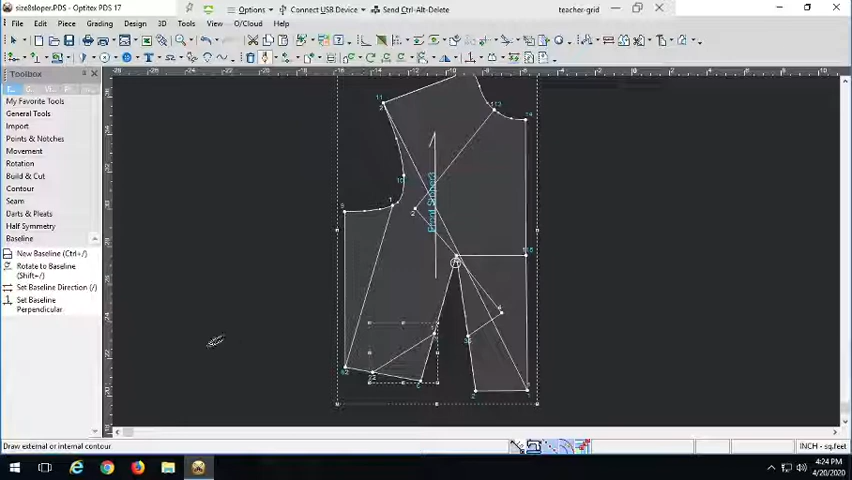 size8sloper.PDS - Optitex PDS 17
Options
Connect USB Device
Send Ctrl-Alt-Delete
teacher-grid
File Edit Piece Grading Design 3D Tools View O/Cloud Help
Toolbox
My Favorite Tools
General Tools
Import
Points & Notches
Movement
Rotation
Build & Cut
Contour
Seam
Darts & Pleats
Half Symmetry
Baseline
New Baseline (Ctrl+/)
Rotate to Baseline
(Shift+/)
Set Baseline Direction (/)
Set Baseline
Perpendicular
Front Sloper3
Draw external or internal contour
INCH - sq.feet
4:24 PM
4/20/2020